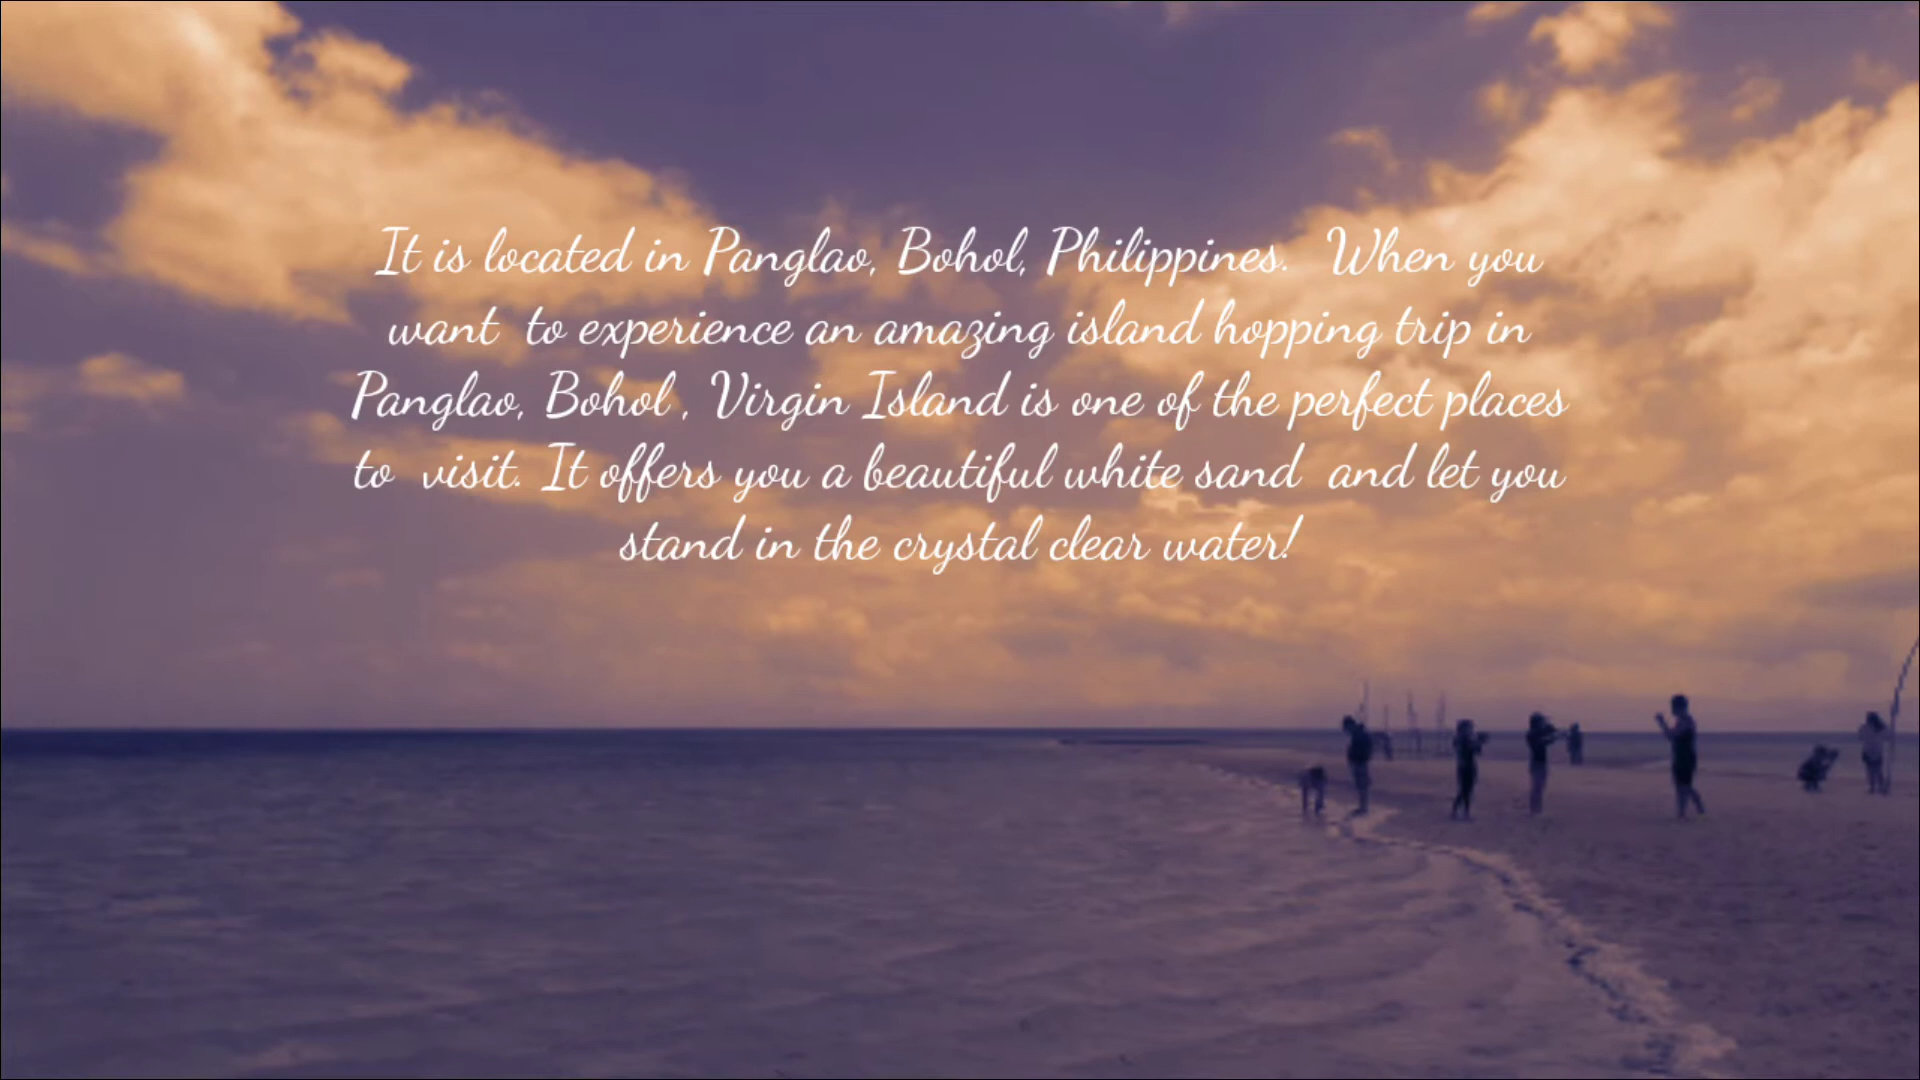 It is located in Panglao, Bohol, Philippines. When you
want to experience an amazing island hopping trip in
Panglao, Bohol , Virgin Island is one of the perfect places
to visit. It offers you a beautiful white sand and let you
stand in the crystal clear water!